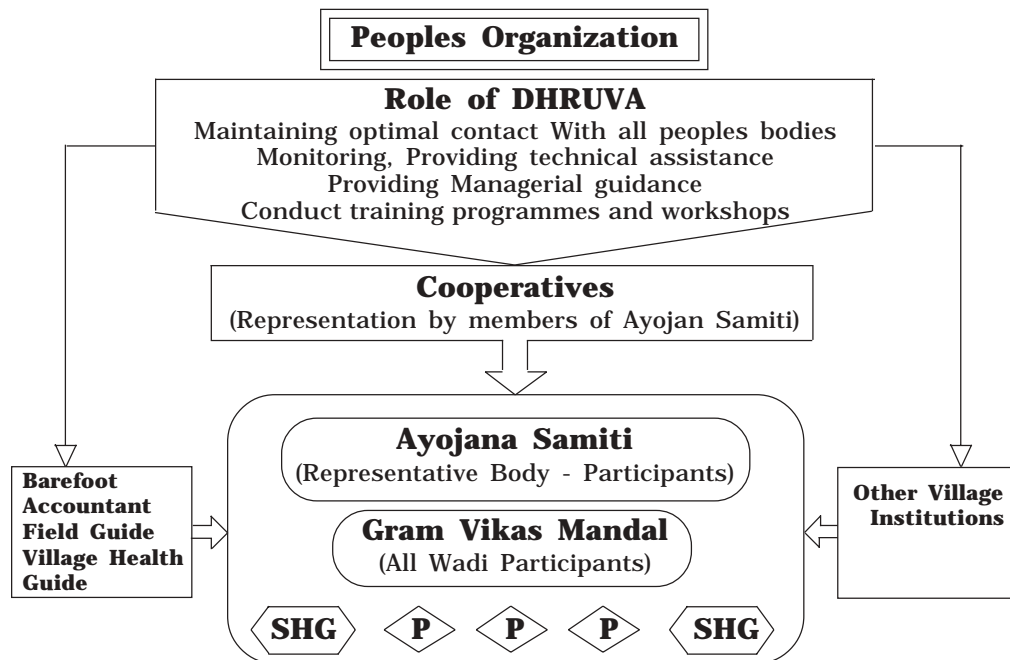 Peoples Organization
Role of DHRUVA
Maintaining optimal contact With all peoples bodies
Monitoring, Providing technical assistance
Providing Managerial guidance
Conduct training programmes and workshops
Cooperatives
(Representation by members of Ayojan Samiti)
Ayojana Samiti
(Representative Body - Participants)
Barefoot
Accountant
Field Guide
Village Health
Guide
Gram Vikas Mandal
(All Wadi Participants)
Other Village
Institutions
SHG P P P SHG